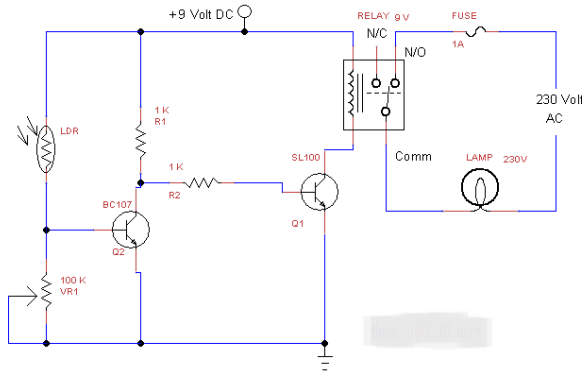 +9 Volt DC
RELAY 9V
FUSE
N/C
N/O
1A
1 K
R1
LDR
230 Volt
AC
1 K
SL100
Comm
LAMP 230V
R2
BC107
Q1
Q2
100 K
VR1